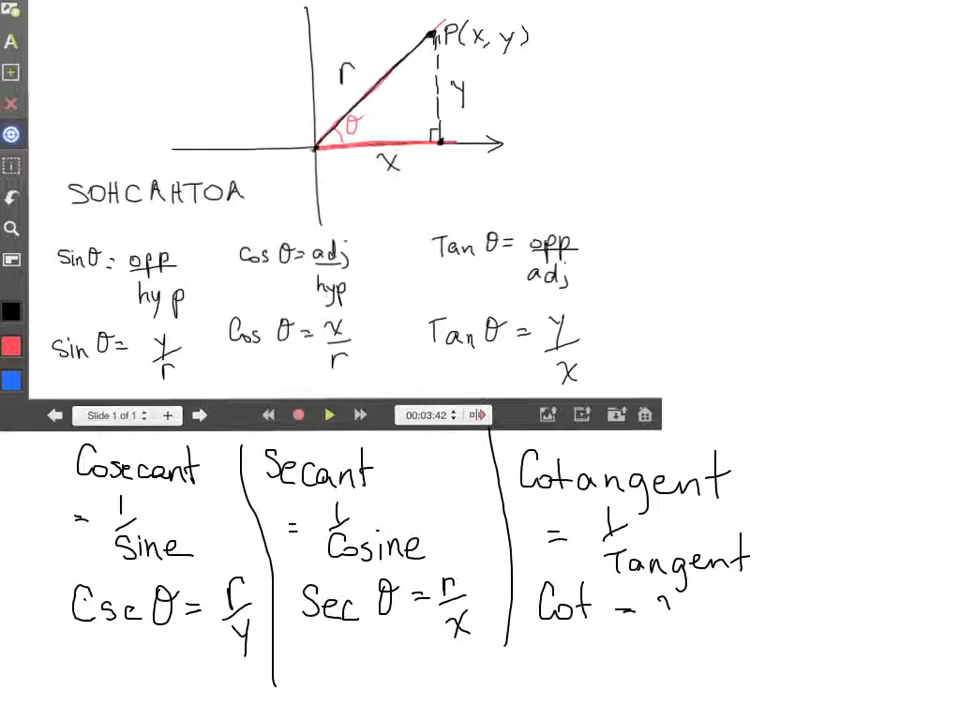 A
P(x, y)
r
y
θ
x
SOHCAHTOA
sinθ = opp/hyp
Cos θ = adj/hyp
Tan θ = opp/adj
sin θ = y/r
Cos θ = x/r
Tan θ = y/x
Slide 1 of 1
00:03:42
Cosecant
= 1/Sine
Csc θ = r/y
Secant
= 1/Cosine
Sec θ = r/x
Cotangent
= 1/Tangent
Cot =